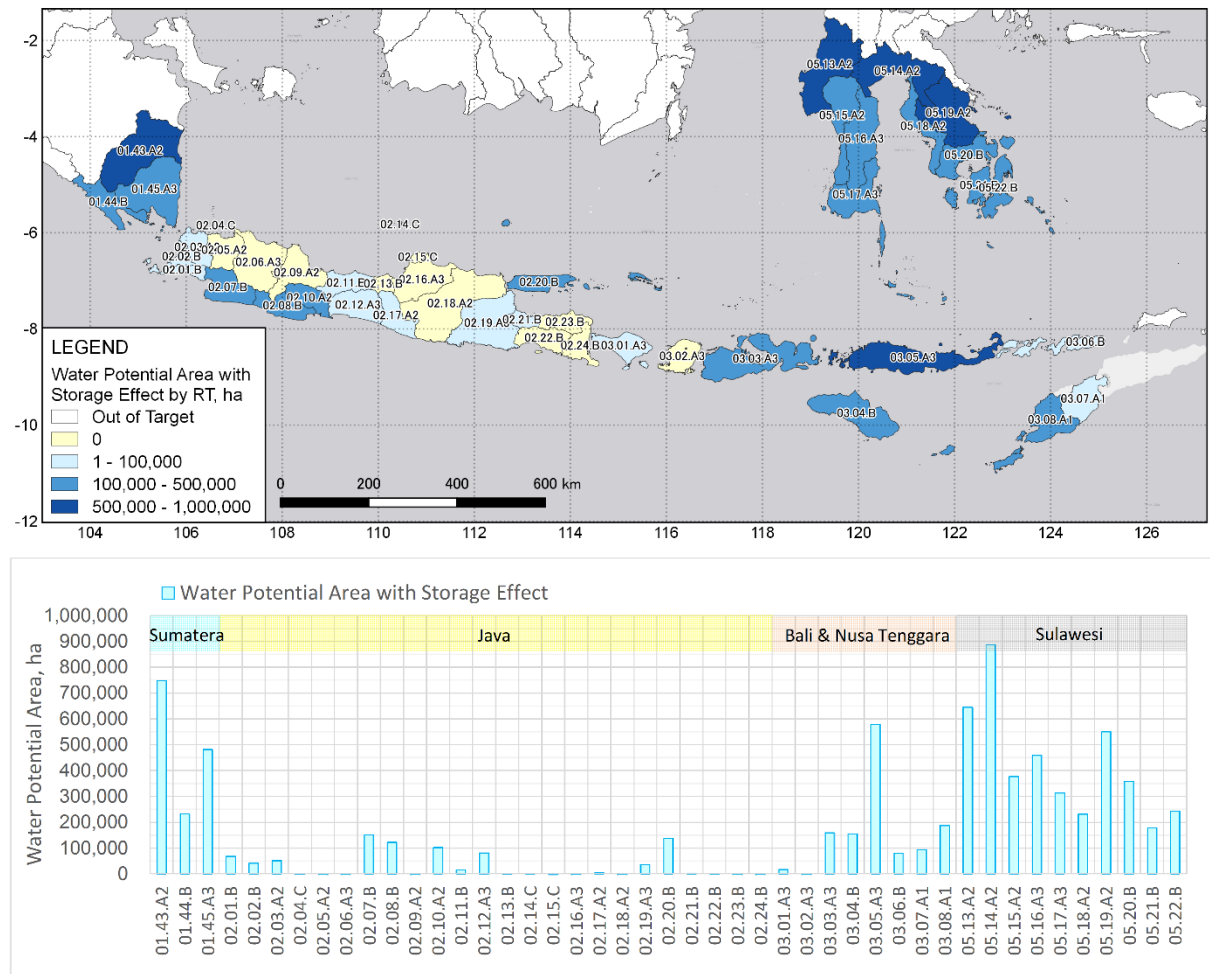 -2
-4
-6
-8
-10
-12
104
106
108
110
112
114
116
118
120
122
124
126
05.13.A2
05.14.A2
05.15.A2
05.19.A2
05.18.A2
05.16.A3
05.20.B
05.22.B
05.17.A3
01.43.A2
01.45.A3
01.44.B
02.04.C
02.14.C
02.05.A2
02.02.B
02.01.B
02.06.A3
02.09.A2
02.15.C
02.07.B
02.08.B
02.10.A2
02.12.A3
02.13.B
02.16.A3
02.17.A2
02.18.A2
02.20.B
02.21.B
02.23.B
02.22.B
02.24.B
03.01.A3
03.02.A3
03.03.A3
03.05.A3
03.06.B
03.04.B
03.07.A1
03.08.A1
LEGEND
Water Potential Area with
Storage Effect by RT, ha
Out of Target
0
1 - 100,000
100,000 - 500,000
500,000 - 1,000,000
0 200 400 600 km
Water Potential Area with Storage Effect
Water Potential Area, ha
1,000,000
900,000
800,000
700,000
600,000
500,000
400,000
300,000
200,000
100,000
0
Sumatera Java Bali & Nusa Tenggara Sulawesi
01.43.A2
01.44.B
01.45.A3
02.01.B
02.02.B
02.03.A2
02.04.C
02.05.A2
02.06.A3
02.07.B
02.08.B
02.09.A2
02.10.A2
02.11.B
02.12.A3
02.13.B
02.14.C
02.15.C
02.16.A3
02.17.A2
02.18.A2
02.19.A3
02.20.B
02.21.B
02.22.B
02.23.B
02.24.B
03.01.A3
03.02.A3
03.03.A3
03.04.B
03.05.A3
03.06.B
03.07.A1
03.08.A1
05.13.A2
05.14.A2
05.15.A2
05.16.A3
05.17.A3
05.18.A2
05.19.A2
05.20.B
05.21.B
05.22.B